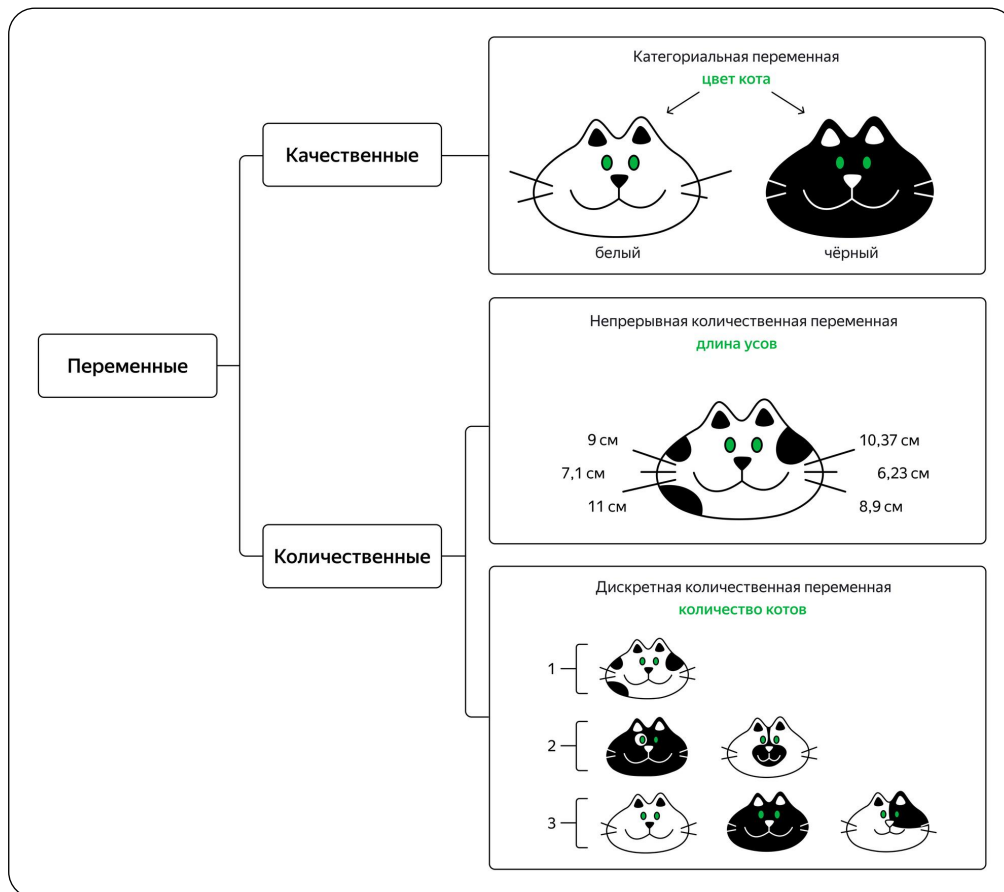 Категориальная переменная
цвет кота
Качественные
белый
чёрный
Переменные
Непрерывная количественная переменная
длина усов
9 см
10,37 см
7,1 см
6,23 см
11 см
8,9 см
Количественные
Дискретная количественная переменная
количество котов
1
2
3